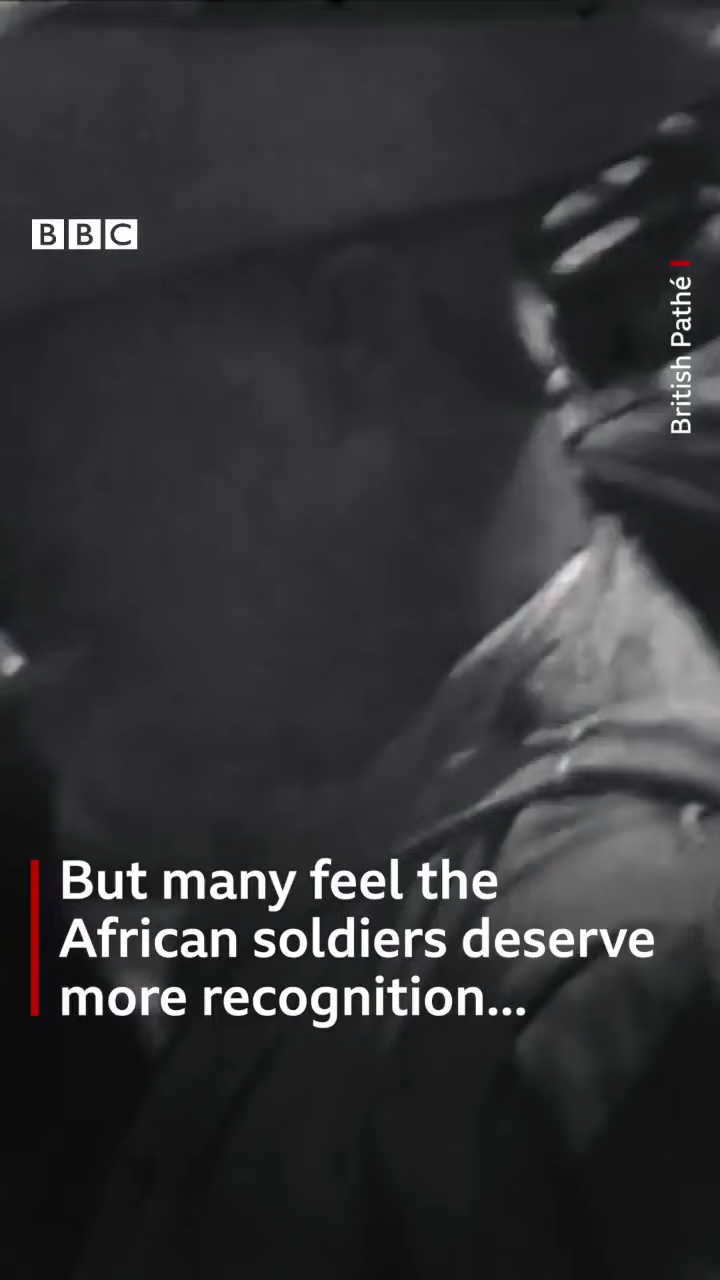 BBC
British Pathé
But many feel the
African soldiers deserve
more recognition...